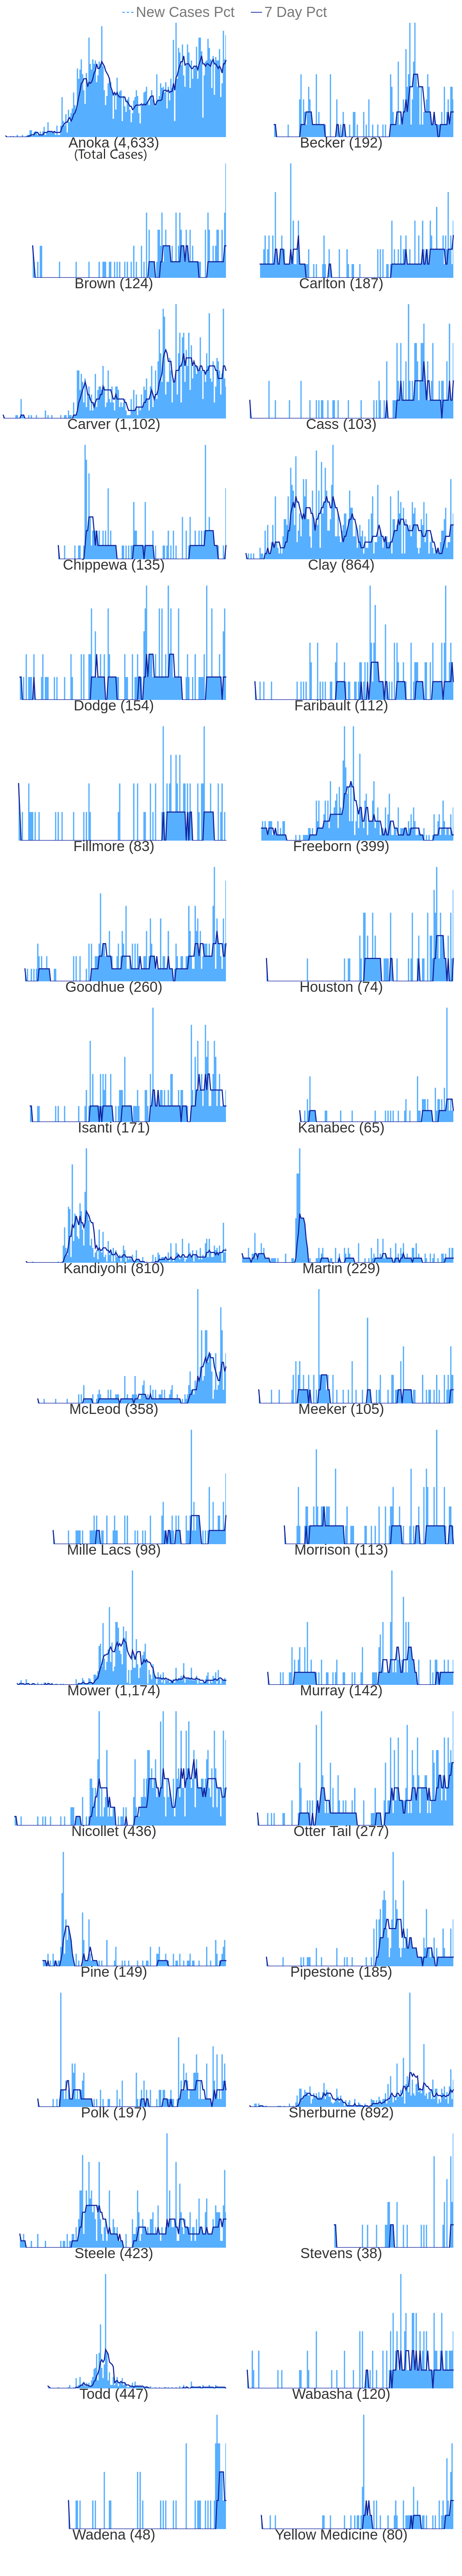 New Cases Pct 7 Day Pct
Anoka (4,633) Becker (192)
(Total Cases)
Brown (124) Carlton (187)
Carver (1,102) Cass (103)
Chippewa (135) Clay (864)
Dodge (154) Faribault (112)
Fillmore (83) Freeborn (399)
Goodhue (260) Houston (74)
Isanti (171) Kanabec (65)
Kandiyohi (810) Martin (229)
McLeod (358) Meeker (105)
Mille Lacs (98) Morrison (113)
Mower (1,174) Murray (142)
Nicollet (436) Otter Tail (277)
Pine (149) Pipestone (185)
Polk (197) Sherburne (892)
Steele (423) Stevens (38)
Todd (447) Wabasha (120)
Wadena (48) Yellow Medicine (80)